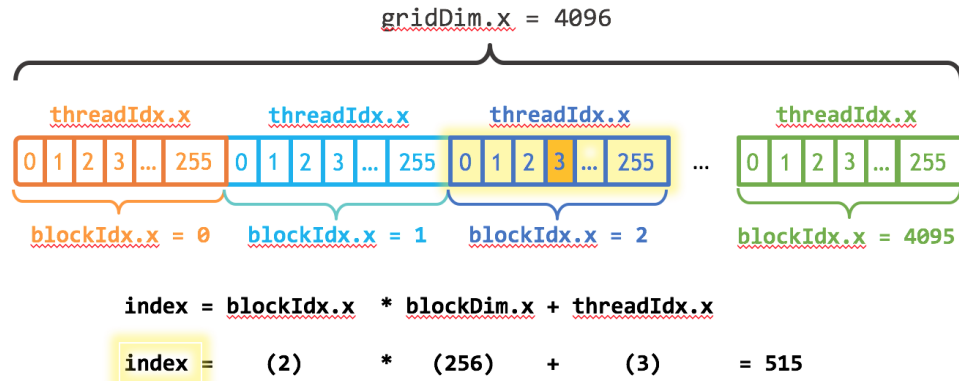 gridDim.x = 4096
threadIdx.x threadIdx.x threadIdx.x threadIdx.x
0 1 2 3 ... 255 0 1 2 3 ... 255 0 1 2 3 ... 255 ... 0 1 2 3 ... 255
blockIdx.x = 0 blockIdx.x = 1 blockIdx.x = 2 blockIdx.x = 4095
index = blockIdx.x * blockDim.x + threadIdx.x
index = (2) * (256) + (3) = 515